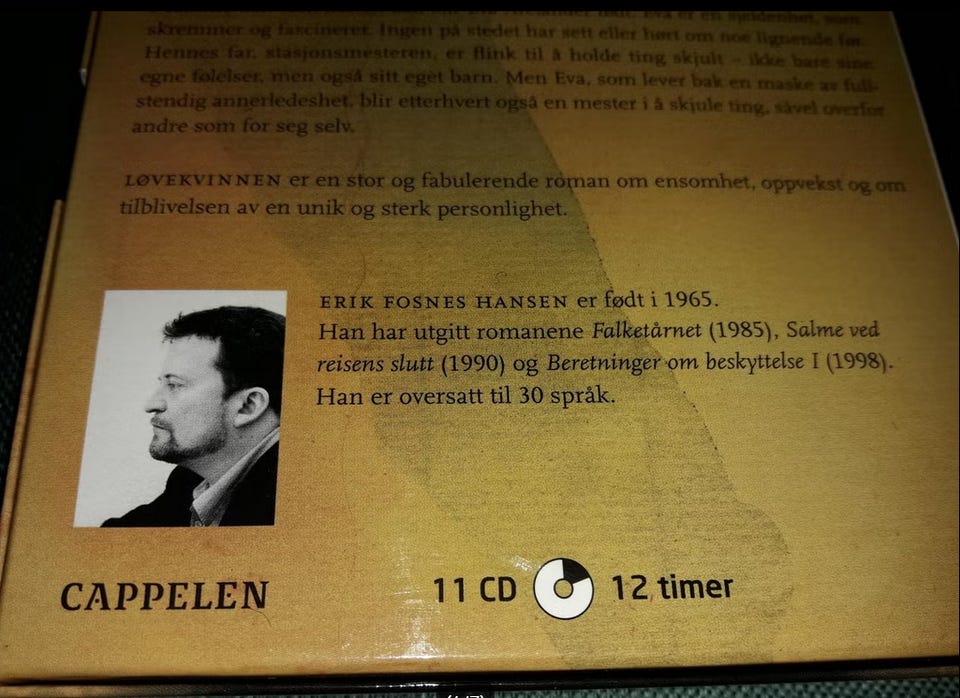 skremmer og fascinerer. Ingen på stedet har sett eller hørt om noe lignende før.
Hennes far, stasjonsmesteren, er flink til å holde ting skjult – ikke bare sine
egne følelser, men også sitt eget barn. Men Eva, som lever bak en maske av full-
stendig annerledeshet, blir etterhvert også en mester i å skjule ting, såvel overfor
andre som for seg selv.
LØVEKVINNEN er en stor og fabulerende roman om ensomhet, oppvekst og om
tilblivelsen av en unik og sterk personlighet.
ERIK FOSNES HANSEN er født i 1965.
Han har utgitt romanene Falketårnet (1985), Salme ved
reisens slutt (1990) og Beretninger om beskyttelse I (1998).
Han er oversatt til 30 språk.
CAPPELEN 11 CD 12 timer